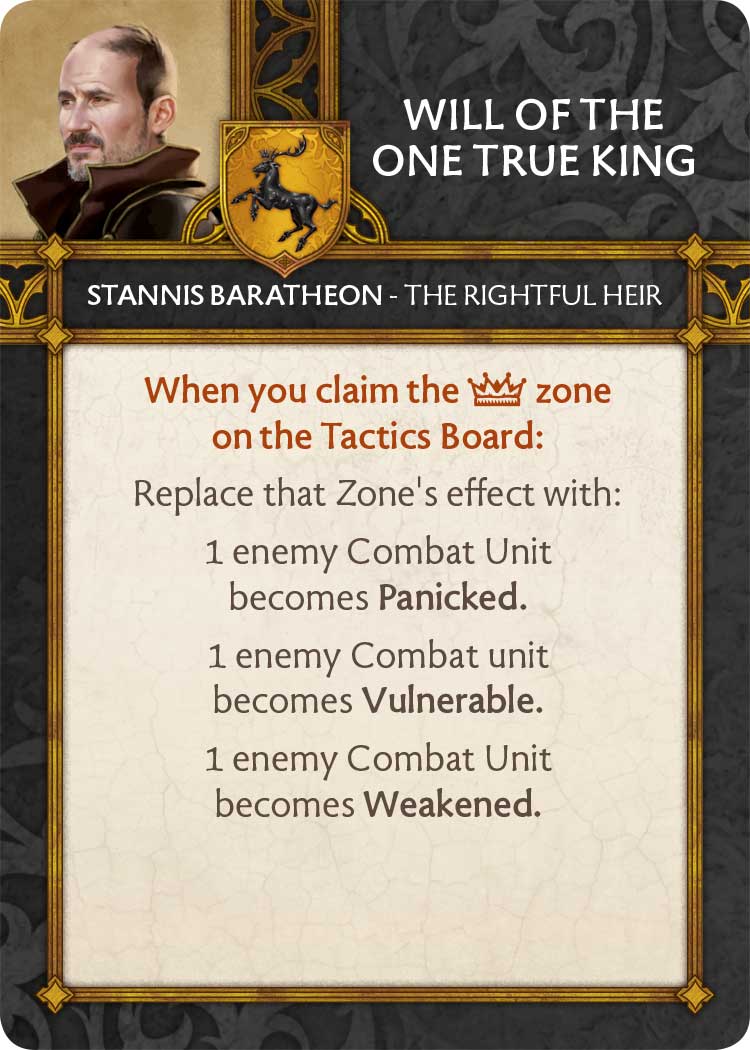 WILL OF THE
ONE TRUE KING
STANNIS BARATHEON - THE RIGHTFUL HEIR
When you claim the zone
on the Tactics Board:
Replace that Zone's effect with:
1 enemy Combat Unit
becomes Panicked.
1 enemy Combat unit
becomes Vulnerable.
1 enemy Combat Unit
becomes Weakened.